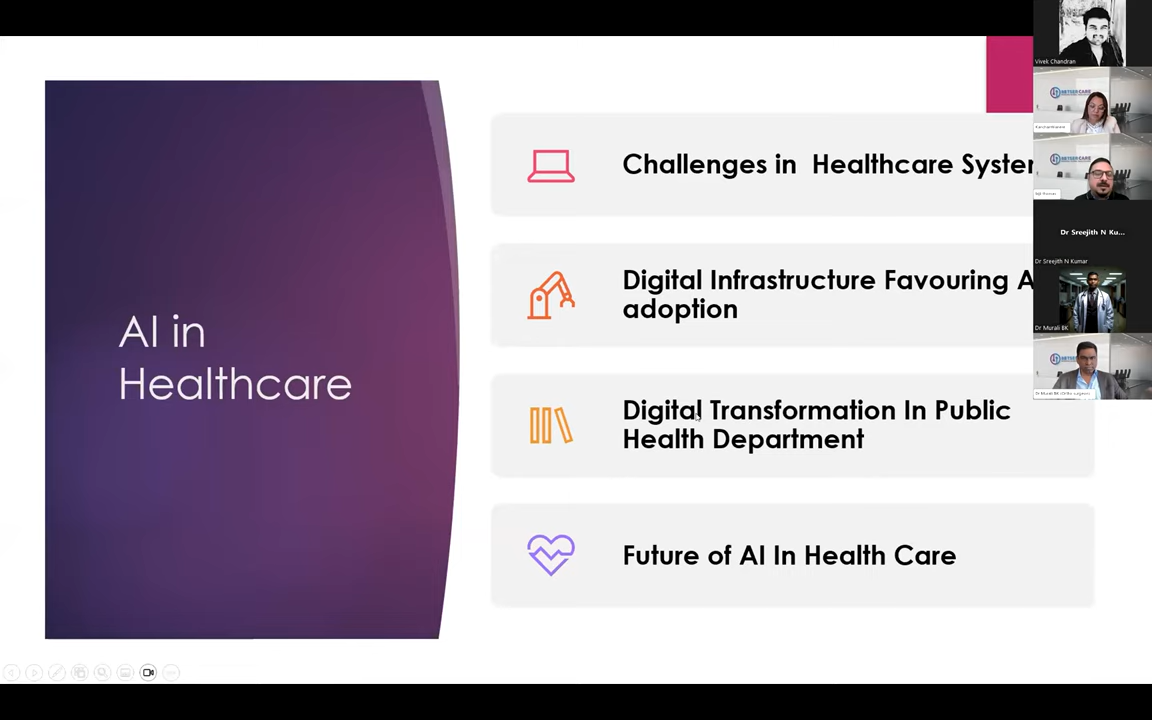 AI in
Healthcare
Challenges in  Healthcare Syster
Digital Infrastructure Favouring A
adoption
Digital Transformation In Public
Health Department
Future of AI In Health Care
Vivek Chandran
Dr Sreejith N Ku...
Dr Sreejith N Kumar
Dr Murali BK